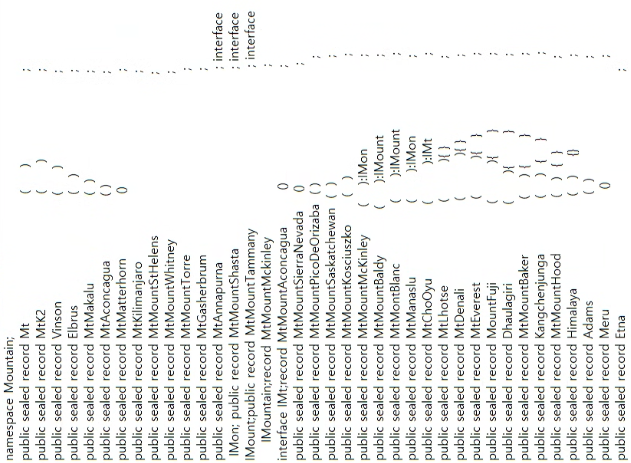 namespace Mountain;
public sealed record Mt ( ) ;
public sealed record MtK2 ( ) ;
public sealed record Vinson ( ) ;
public sealed record Elbrus ( ) ;
public sealed record MtMakalu ( ) ;
public sealed record MtAconcagua ( ) ;
public sealed record MtMatterhorn () ;
public sealed record MtKilimanjaro ;
public sealed record MtMountStHelens ;
public sealed record MtMountWhitney ;
public sealed record MtMountTorre ;
public sealed record MtGasherbrum ;
public sealed record MtAnnapurna ; interface
IMon; public record MtMountShasta ; interface
IMount;public record MtMountTammany ; interface
IMountain;record MtMountMckinley
interface IMt;record MtMountAconcagua () ;
public sealed record MtMountSierraNevada () ;
public sealed record MtMountPicoDeOrizaba ( ) ;
public sealed record MtMountSaskatchewan ( ) ;
public sealed record MtMountKosciuszko ( ) ;
public sealed record MtMountMcKinley ( ):IMon ;
public sealed record MtMountBaldy ( ):IMount ;
public sealed record MtMontBlanc ( ):IMount ;
public sealed record MtManaslu ( ):IMon ;
public sealed record MtChoOyu ( ):IMt ;
public sealed record MtLhotse ( ){ } ;
public sealed record MtDenali ( ){ } ;
public sealed record MtEverest ( ){ } ;
public sealed record MountFuji ( ){ } ;
public sealed record Dhaulagiri ( ){ } ;
public sealed record MtMountBaker ( ){ } ;
public sealed record Kangchenjunga ( ) { } ;
public sealed record MtMountHood ( ) { } ;
public sealed record Himalaya ( ) {} ;
public sealed record Adams ( ) ;
public sealed record Meru () ;
public sealed record Etna ;